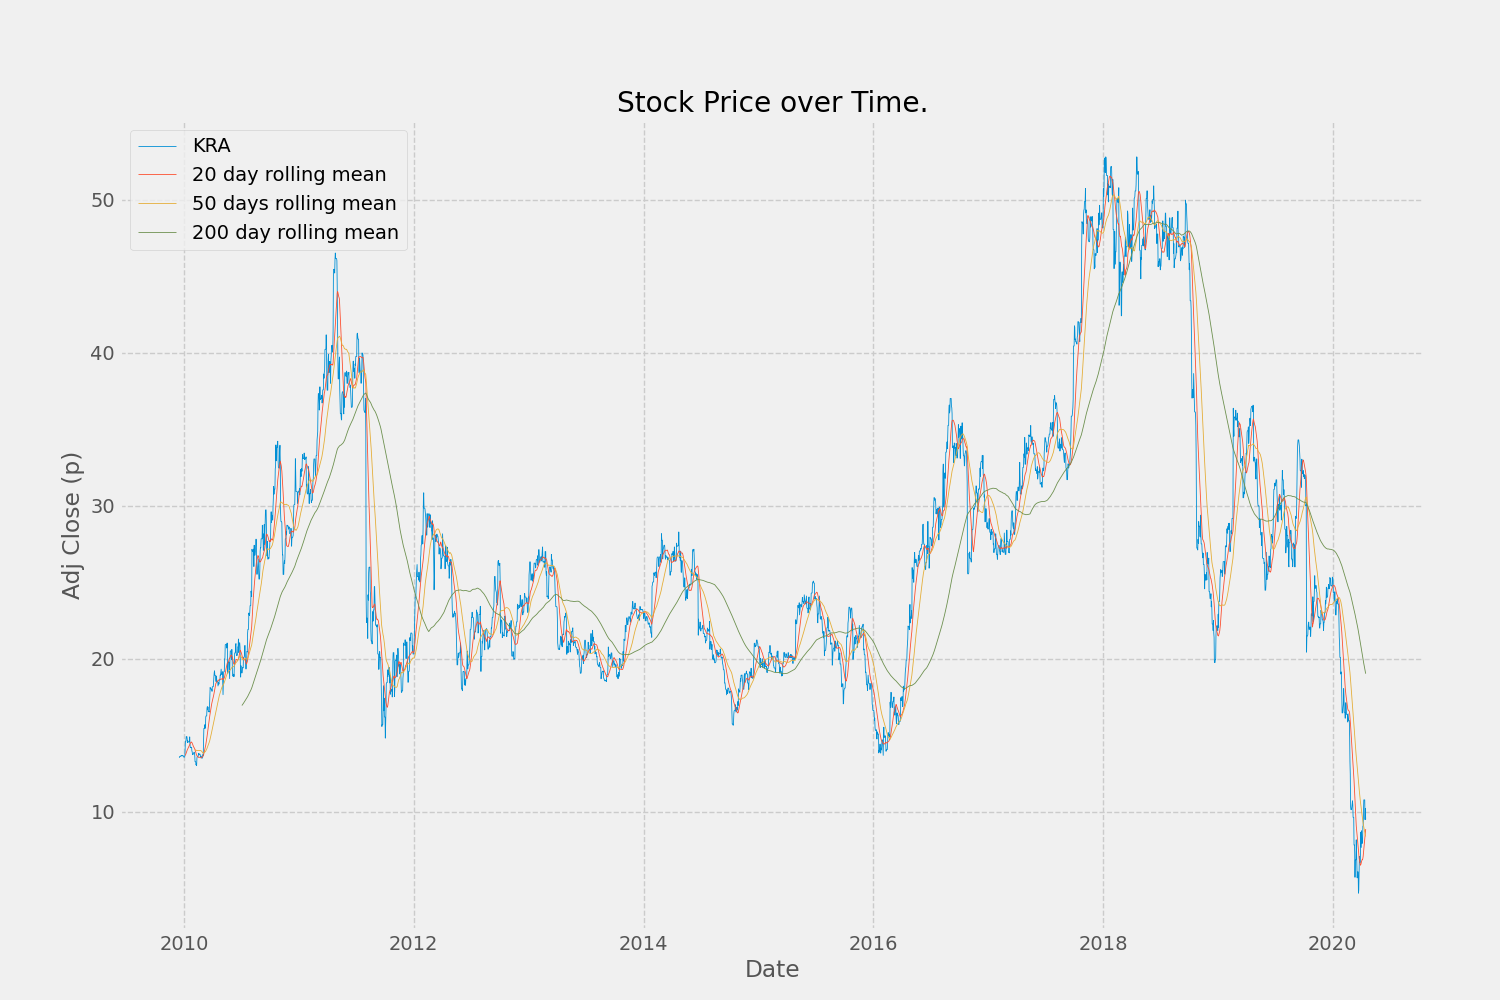 Stock Price over Time.
KRA
20 day rolling mean
50 days rolling mean
200 day rolling mean
50
40
30
20
10
Adj Close (p)
2010 2012 2014 2016 2018 2020
Date